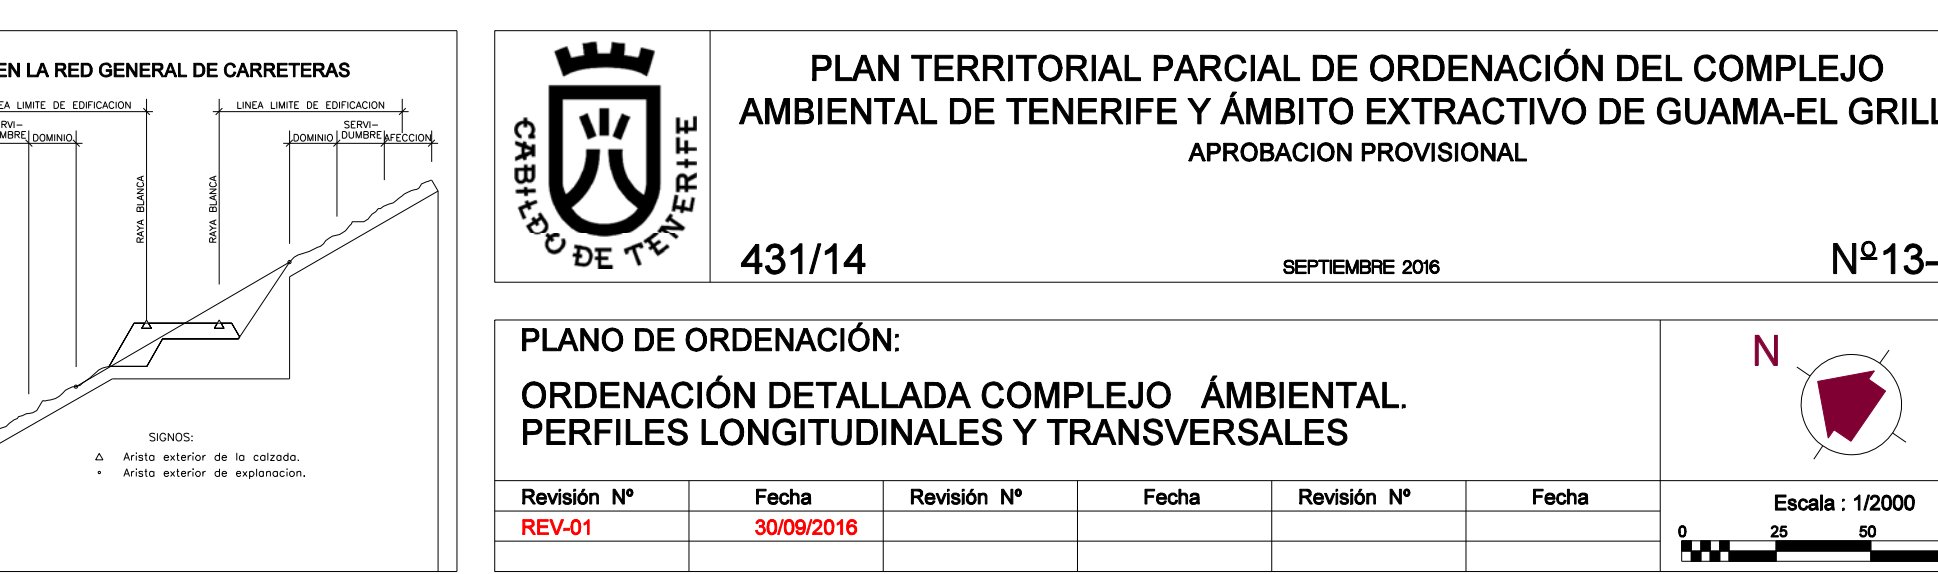 EN LA RED GENERAL DE CARRETERAS
LIMITE DE EDIFICACION
LINEA LIMITE DE EDIFICACION
DOMINIO
DOMINIO
SERVI-
DUMBRE
AFECCION
RAYA BLANCA
RAYA BLANCA
SIGNOS:
Arista exterior de la calzada.
Arista exterior de explanacion.
CABILDO DE TENERIFE
PLAN TERRITORIAL PARCIAL DE ORDENACIÓN DEL COMPLEJO
AMBIENTAL DE TENERIFE Y ÁMBITO EXTRACTIVO DE GUAMA-EL
APROBACION PROVISIONAL
431/14
SEPTIEMBRE 2016
Nº13-
PLANO DE ORDENACIÓN:
ORDENACIÓN DETALLADA COMPLEJO ÁMBIENTAL.
PERFILES LONGITUDINALES Y TRANSVERSALES
N
Revisión Nº Fecha Revisión Nº Fecha Revisión Nº Fecha
REV-01 30/09/2016
Escala : 1/2000
0 25 50